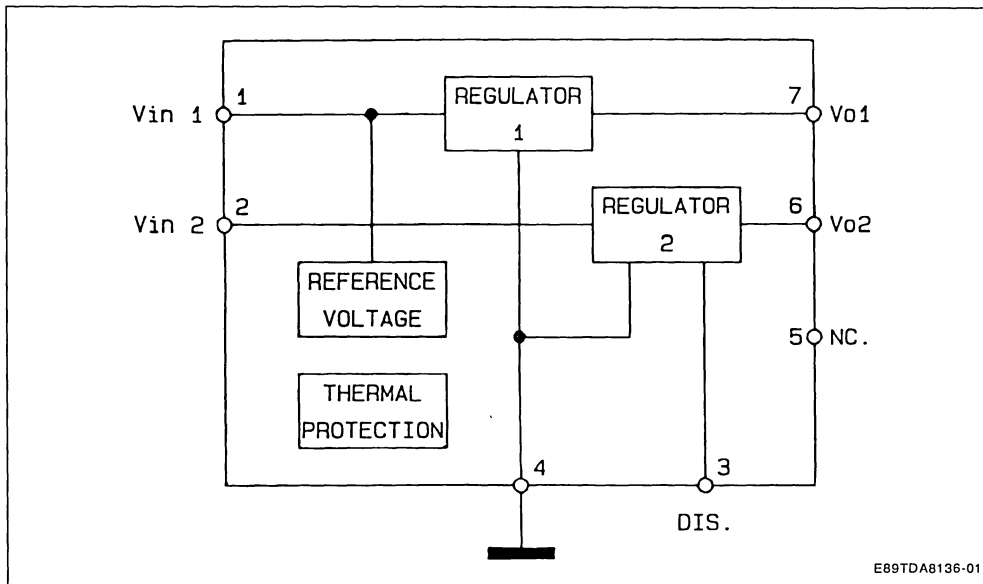 1
REGULATOR
1
7
Vin 1
Vo1
2
REGULATOR
2
6
Vin 2
Vo2
REFERENCE
VOLTAGE
5
NC.
THERMAL
PROTECTION
4
3
DIS.
E89TDA8136-01